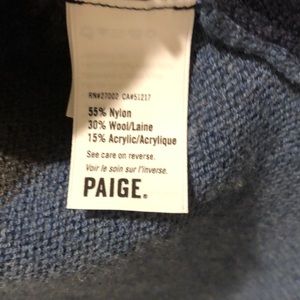 RN#27002 CA#51217
55% Nylon
30% Wool/Laine
15% Acrylic/Acrylique
See care on reverse.
Voir le soin sur l'inverse.
PAIGE®